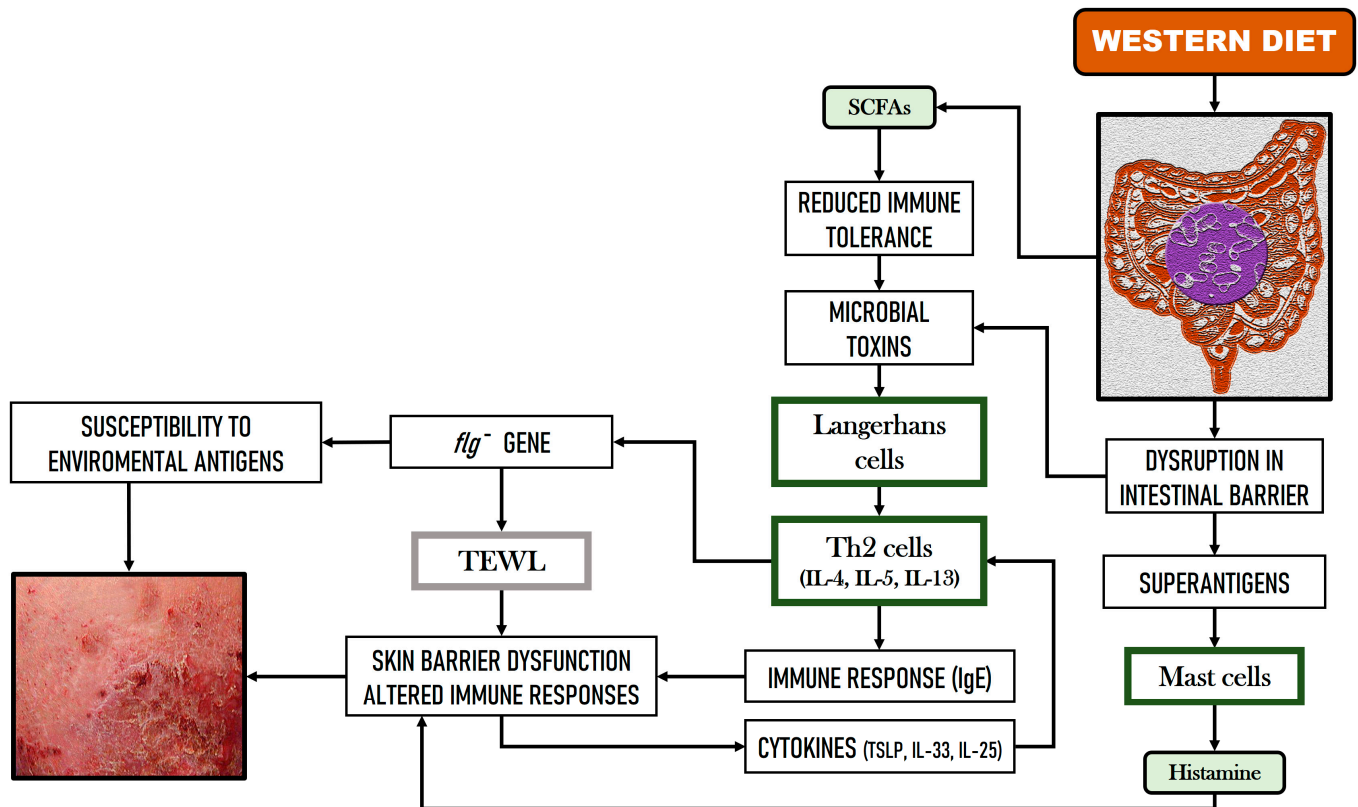 WESTERN DIET
SCFAs
REDUCED IMMUNE
TOLERANCE
MICROBIAL
TOXINS
Langerhans
cells
SUSCEPTIBILITY TO
ENVIROMENTAL ANTIGENS
flg⁻ GENE
DYSRUPTION IN
INTESTINAL BARRIER
TEWL
Th2 cells
(IL-4, IL-5, IL-13)
SUPERANTIGENS
SKIN BARRIER DYSFUNCTION
ALTERED IMMUNE RESPONSES
IMMUNE RESPONSE (IgE)
Mast cells
CYTOKINES (TSLP, IL-33, IL-25)
Histamine